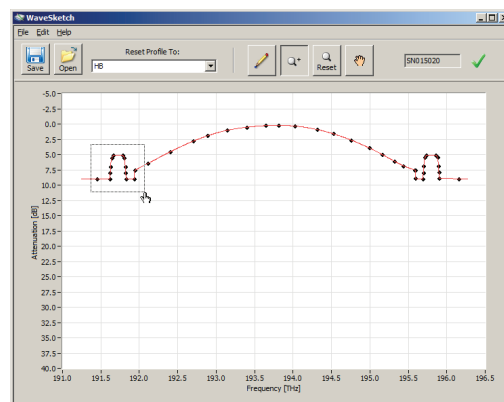 WaveSketch
File Edit Help
Save
Open
Reset Profile To:
HB
Reset
SN015020
-5.0
-2.5
0.0
2.5
5.0
7.5
10.0
12.5
15.0
17.5
20.0
22.5
25.0
27.5
30.0
32.5
35.0
37.5
40.0
Attenuation [dB]
191.0 191.5 192.0 192.5 193.0 193.5 194.0 194.5 195.0 195.5 196.0 196.5
Frequency [THz]